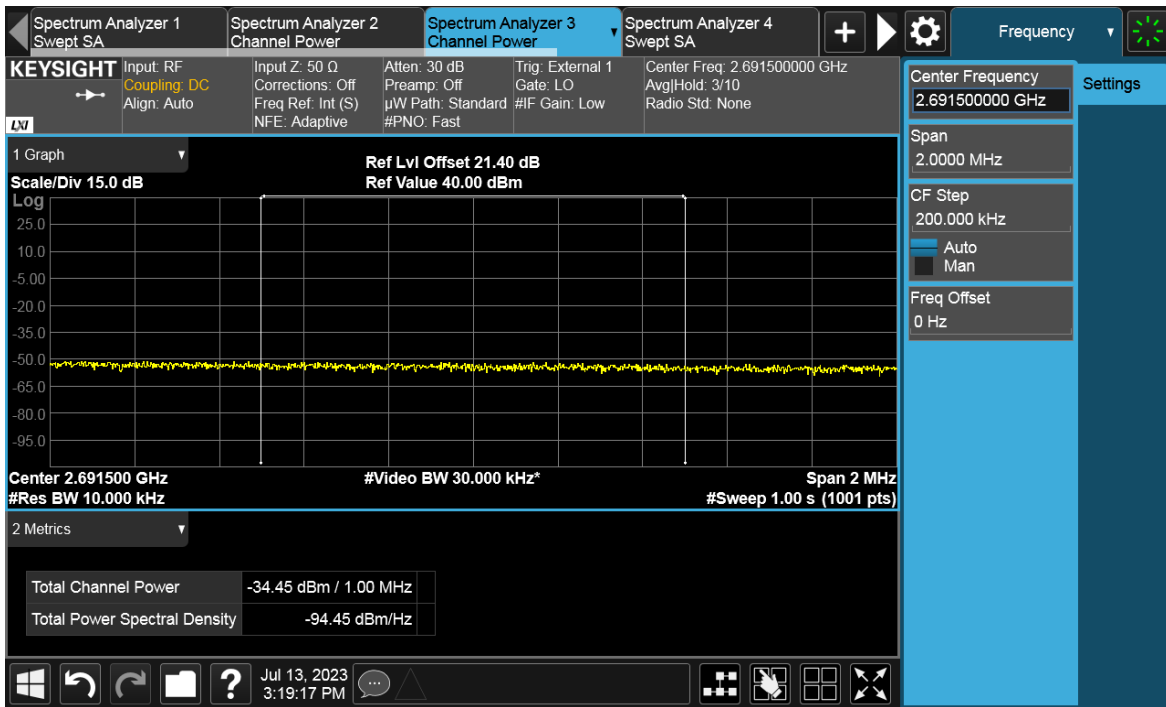 Spectrum Analyzer 1
Swept SA
Spectrum Analyzer 2
Channel Power
Spectrum Analyzer 3
Channel Power
Spectrum Analyzer 4
Swept SA
Frequency
KEYSIGHT
LXI
Input: RF
Coupling: DC
Align: Auto
Input Z: 50 Ω
Corrections: Off
Freq Ref: Int (S)
NFE: Adaptive
Atten: 30 dB
Preamp: Off
µW Path: Standard
#PNO: Fast
Trig: External 1
Gate: LO
#IF Gain: Low
Center Freq: 2.691500000 GHz
Avg|Hold: 3/10
Radio Std: None
Center Frequency
2.691500000 GHz
Settings
Span
2.0000 MHz
CF Step
200.000 kHz
Auto
Man
Freq Offset
0 Hz
1 Graph
Scale/Div 15.0 dB
Ref Lvl Offset 21.40 dB
Ref Value 40.00 dBm
Log
25.0
10.0
-5.00
-20.0
-35.0
-50.0
-65.0
-80.0
-95.0
Center 2.691500 GHz
#Video BW 30.000 kHz*
Span 2 MHz
#Res BW 10.000 kHz
#Sweep 1.00 s (1001 pts)
2 Metrics
Total Channel Power -34.45 dBm / 1.00 MHz
Total Power Spectral Density -94.45 dBm/Hz
?
Jul 13, 2023
3:19:17 PM